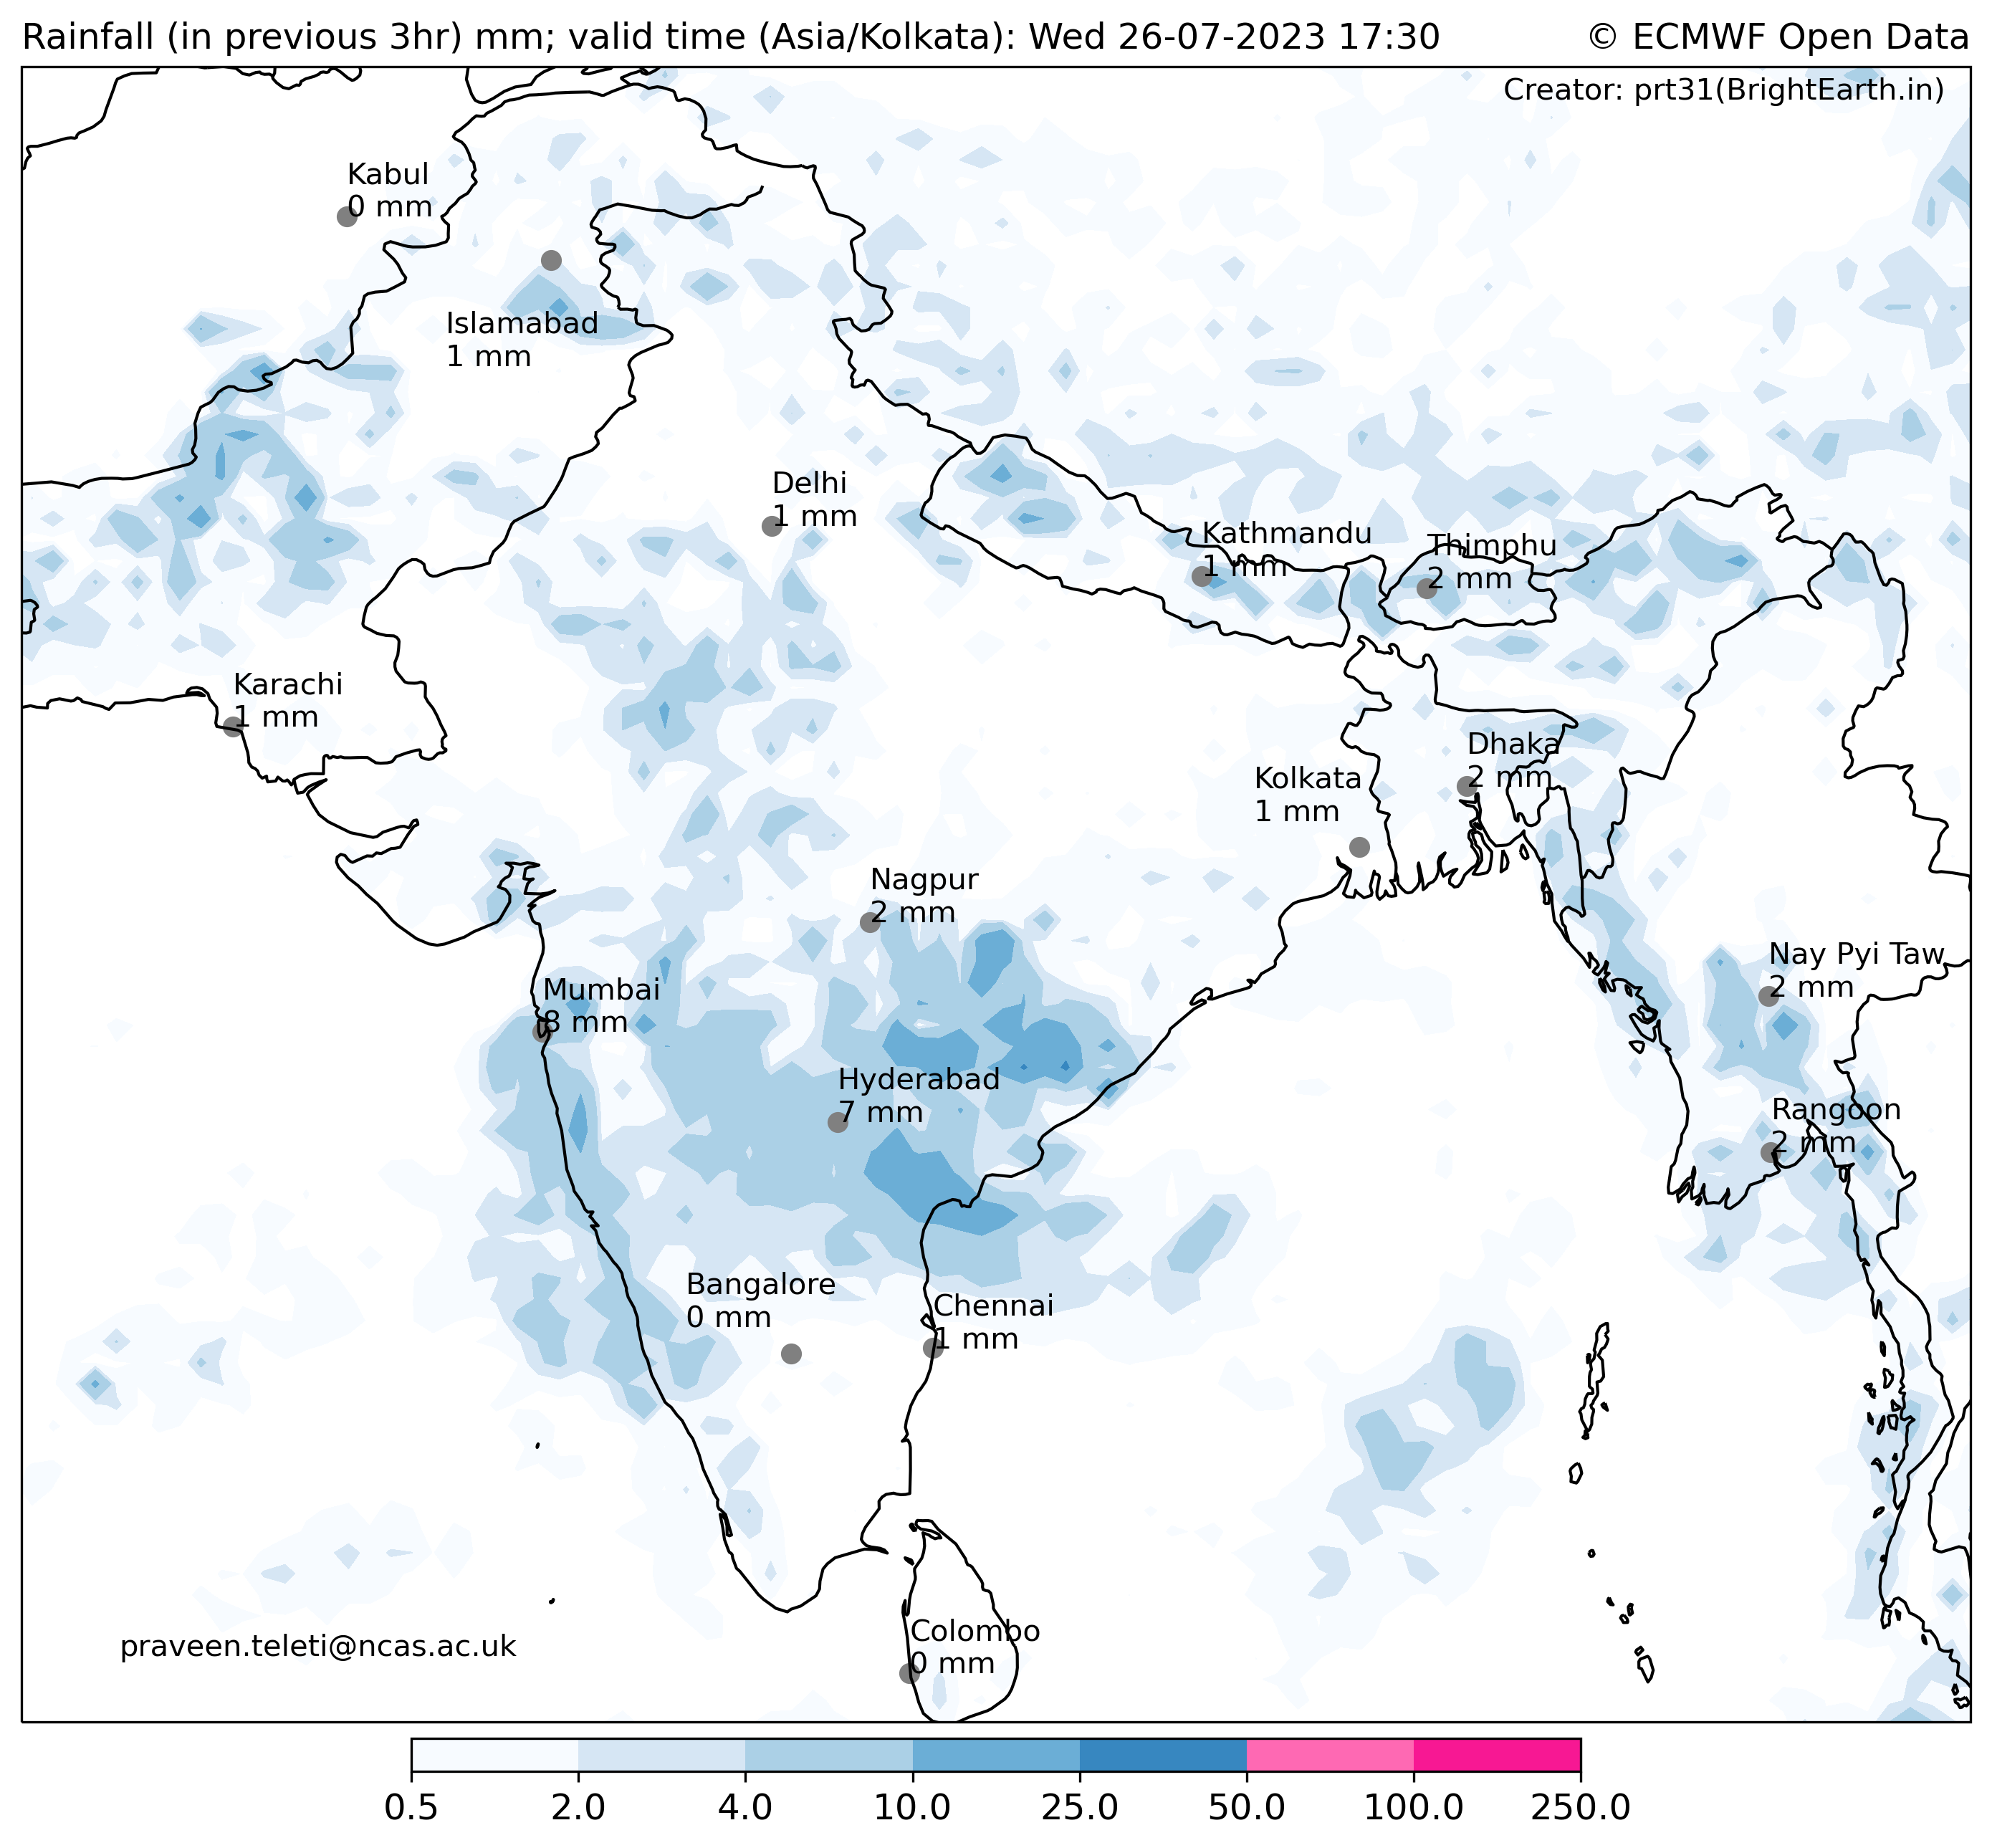 Rainfall (in previous 3hr) mm; valid time (Asia/Kolkata): Wed 26-07-2023 17:30
© ECMWF Open Data
Creator: prt31(BrightEarth.in)
Kabul
0 mm
Islamabad
1 mm
Delhi
1 mm
Kathmandu
1 mm
Thimphu
2 mm
Karachi
1 mm
Dhaka
2 mm
Kolkata
1 mm
Nagpur
2 mm
Nay Pyi Taw
2 mm
Mumbai
8 mm
Hyderabad
7 mm
Rangoon
2 mm
Bangalore
0 mm
Chennai
1 mm
Colombo
0 mm
praveen.teleti@ncas.ac.uk
0.5 2.0 4.0 10.0 25.0 50.0 100.0 250.0